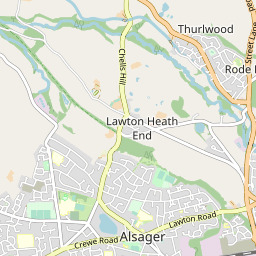 Thurlwood
Street Lane
Rode
Chells Hill
Lawton Heath
End
Lawton Road
Crewe Road
Alsager